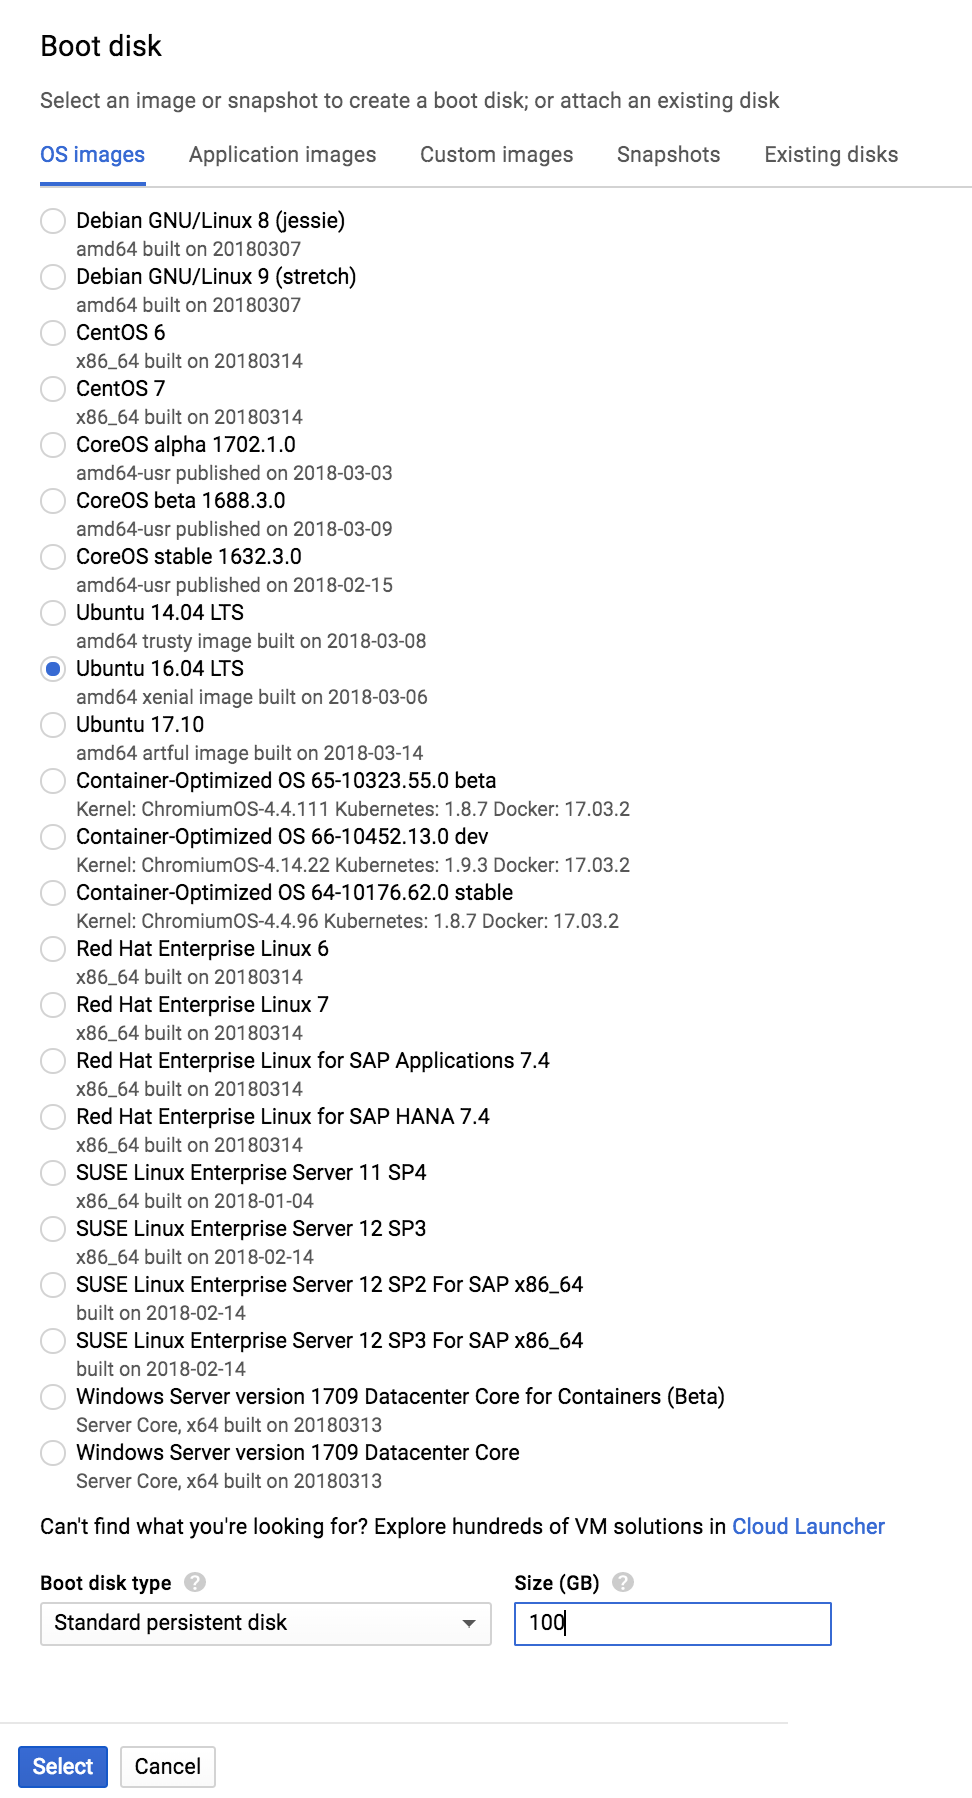 Boot disk
Select an image or snapshot to create a boot disk; or attach an existing disk
OS images Application images Custom images Snapshots Existing disks
Debian GNU/Linux 8 (jessie)
amd64 built on 20180307
Debian GNU/Linux 9 (stretch)
amd64 built on 20180307
CentOS 6
x86_64 built on 20180314
CentOS 7
x86_64 built on 20180314
CoreOS alpha 1702.1.0
amd64-usr published on 2018-03-03
CoreOS beta 1688.3.0
amd64-usr published on 2018-03-09
CoreOS stable 1632.3.0
amd64-usr published on 2018-02-15
Ubuntu 14.04 LTS
amd64 trusty image built on 2018-03-08
Ubuntu 16.04 LTS
amd64 xenial image built on 2018-03-06
Ubuntu 17.10
amd64 artful image built on 2018-03-14
Container-Optimized OS 65-10323.55.0 beta
Kernel: ChromiumOS-4.4.111 Kubernetes: 1.8.7 Docker: 17.03.2
Container-Optimized OS 66-10452.13.0 dev
Kernel: ChromiumOS-4.14.22 Kubernetes: 1.9.3 Docker: 17.03.2
Container-Optimized OS 64-10176.62.0 stable
Kernel: ChromiumOS-4.4.96 Kubernetes: 1.8.7 Docker: 17.03.2
Red Hat Enterprise Linux 6
x86_64 built on 20180314
Red Hat Enterprise Linux 7
x86_64 built on 20180314
Red Hat Enterprise Linux for SAP Applications 7.4
x86_64 built on 20180314
Red Hat Enterprise Linux for SAP HANA 7.4
x86_64 built on 20180314
SUSE Linux Enterprise Server 11 SP4
x86_64 built on 2018-01-04
SUSE Linux Enterprise Server 12 SP3
x86_64 built on 2018-02-14
SUSE Linux Enterprise Server 12 SP2 For SAP x86_64
built on 2018-02-14
SUSE Linux Enterprise Server 12 SP3 For SAP x86_64
built on 2018-02-14
Windows Server version 1709 Datacenter Core for Containers (Beta)
Server Core, x64 built on 20180313
Windows Server version 1709 Datacenter Core
Server Core, x64 built on 20180313
Can't find what you're looking for? Explore hundreds of VM solutions in Cloud Launcher
Boot disk type ? Size (GB) ?
Standard persistent disk 100
Select Cancel